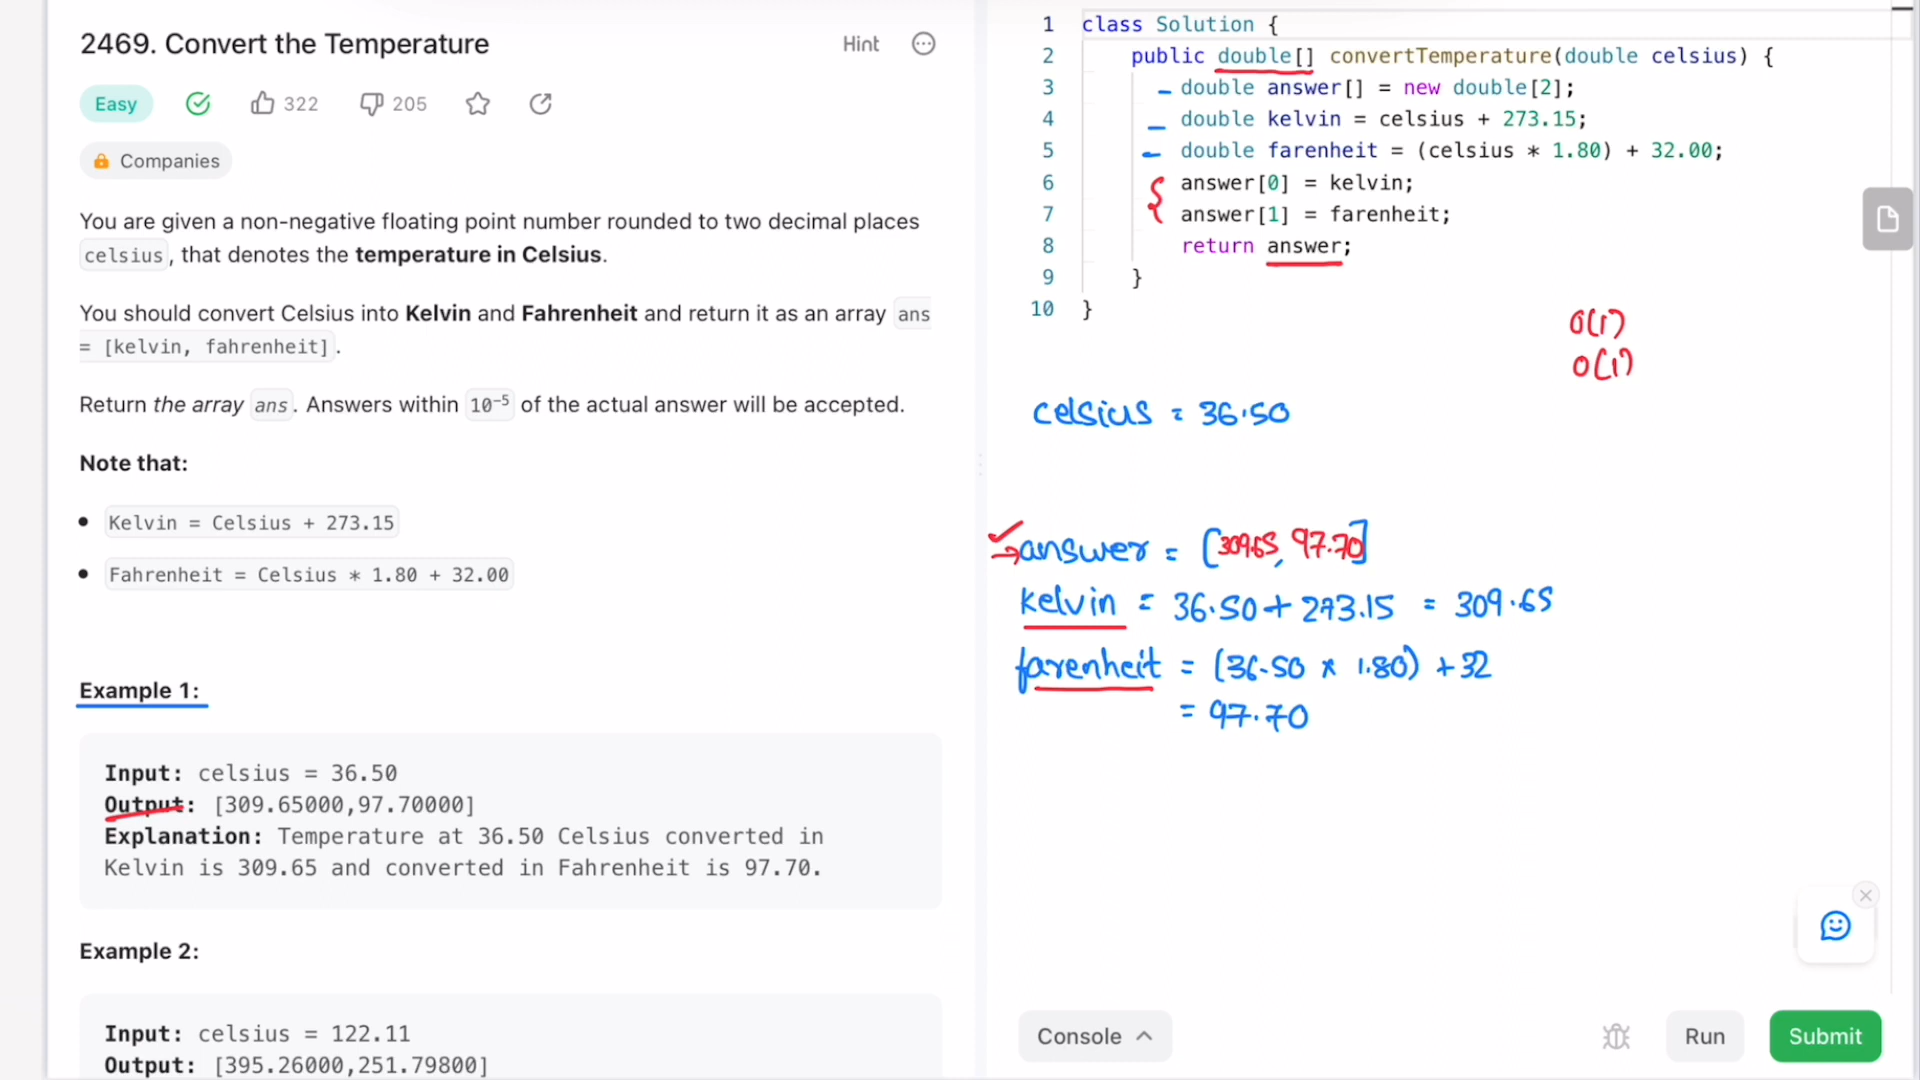 2469. Convert the Temperature
Hint
Easy
322
205
Companies
You are given a non-negative floating point number rounded to two decimal places
celsius, that denotes the temperature in Celsius.
You should convert Celsius into Kelvin and Fahrenheit and return it as an array ans
= [kelvin, fahrenheit].
Return the array ans. Answers within 10⁻⁵ of the actual answer will be accepted.
Note that:
• Kelvin = Celsius + 273.15
• Fahrenheit = Celsius * 1.80 + 32.00
Example 1:
Input: celsius = 36.50
Output: [309.65000,97.70000]
Explanation: Temperature at 36.50 Celsius converted in
Kelvin is 309.65 and converted in Fahrenheit is 97.70.
Example 2:
Input: celsius = 122.11
Output: [395.26000,251.79800]
1 class Solution {
2 public double[] convertTemperature(double celsius) {
3 double answer[] = new double[2];
4 double kelvin = celsius + 273.15;
5 double farenheit = (celsius * 1.80) + 32.00;
6 answer[0] = kelvin;
7 answer[1] = farenheit;
8 return answer;
9 }
10 }
O(1)
O(1)
celsius = 36.50
answer = [309.65, 97.70]
kelvin = 36.50 + 273.15 = 309.65
farenheit = (36.50 x 1.80) + 32
= 97.70
Console
Run
Submit